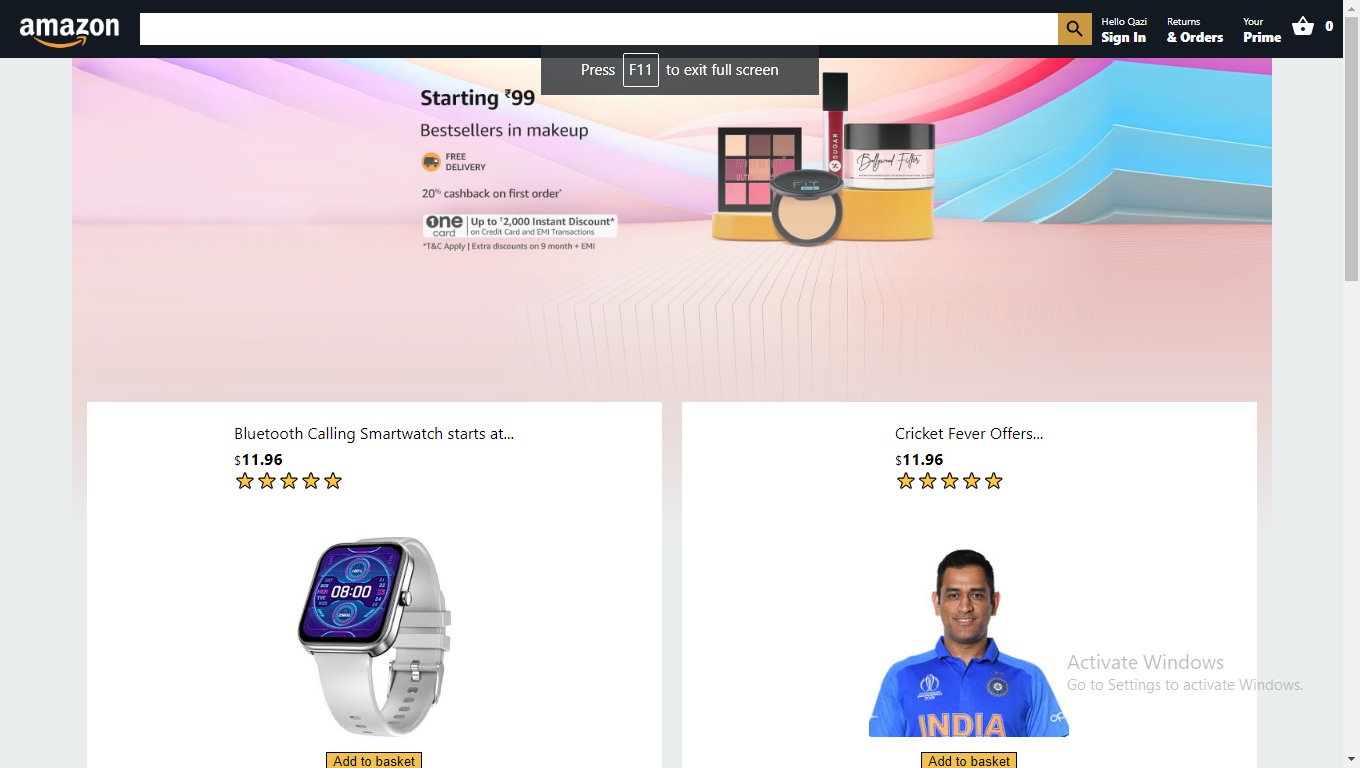 amazon
Hello Qazi
Sign In
Returns
& Orders
Your
Prime
0
Press F11 to exit full screen
Starting ₹99
Bestsellers in makeup
FREE
DELIVERY
20% cashback on first order*
one
card
Up to ₹2,000 Instant Discount*
on Credit Card and EMI Transactions
*T&C Apply | Extra discounts on 9 month + EMI
SUGAR
Bollywood Filter
FIT
Bluetooth Calling Smartwatch starts at...
$11.96
08:00
Add to basket
Cricket Fever Offers...
$11.96
INDIA
Add to basket
Activate Windows
Go to Settings to activate Windows.